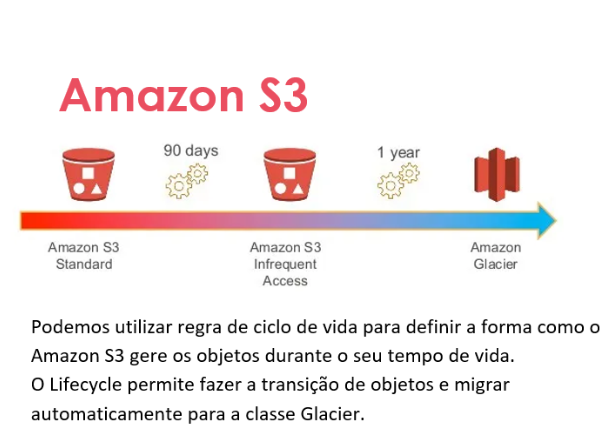 Amazon S3
90 days
1 year
Amazon S3
Standard
Amazon S3
Infrequent
Access
Amazon
Glacier
Podemos utilizar regra de ciclo de vida para definir a forma como o
Amazon S3 gere os objetos durante o seu tempo de vida.
O Lifecycle permite fazer a transição de objetos e migrar
automaticamente para a classe Glacier.